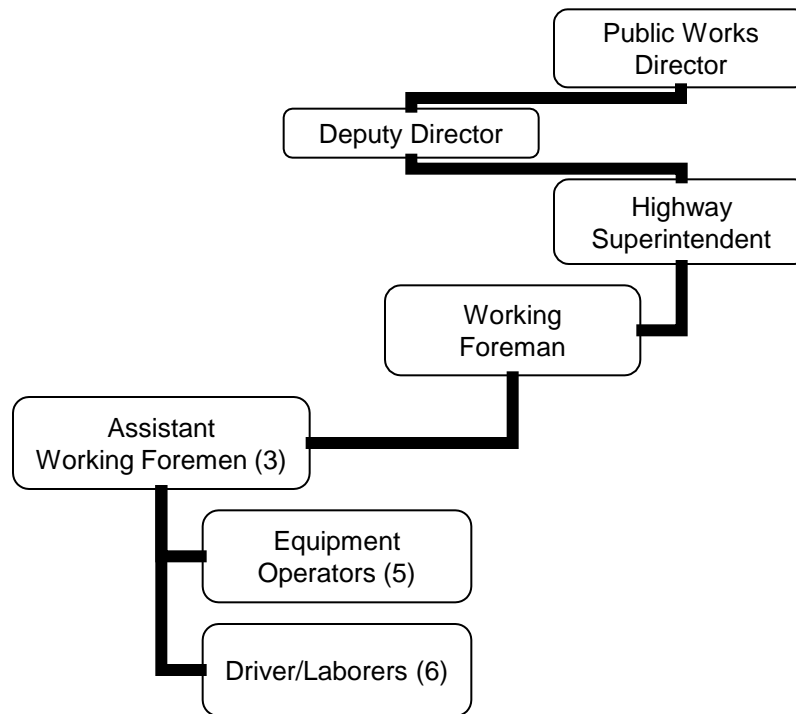 Public Works
Director
Deputy Director
Highway
Superintendent
Working
Foreman
Assistant
Working Foremen (3)
Equipment
Operators (5)
Driver/Laborers (6)